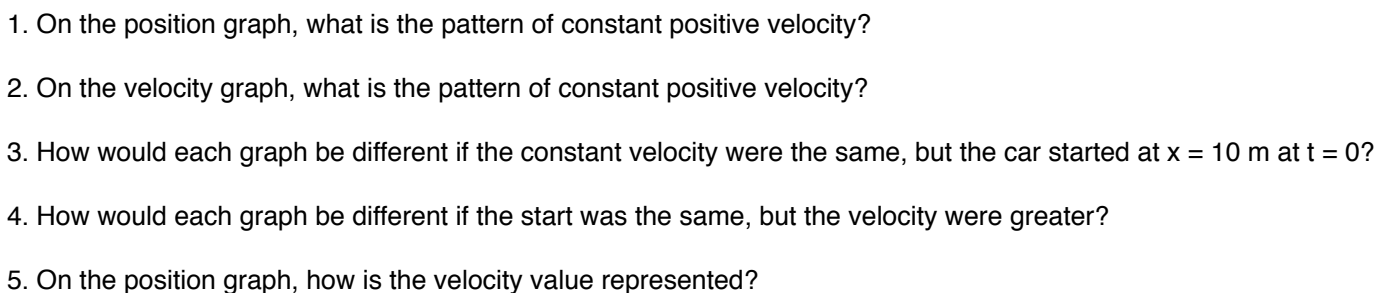 1. On the position graph, what is the pattern of constant positive velocity?
2. On the velocity graph, what is the pattern of constant positive velocity?
3. How would each graph be different if the constant velocity were the same, but the car started at x = 10 m at t = 0?
4. How would each graph be different if the start was the same, but the velocity were greater?
5. On the position graph, how is the velocity value represented?